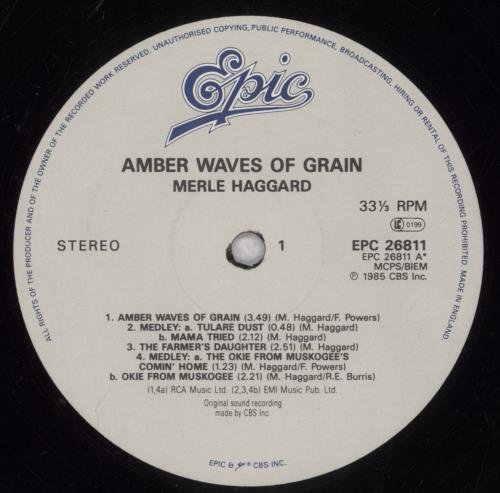 ALL RIGHTS OF THE PRODUCER AND OF THE OWNER OF THE RECORDED WORK RESERVED. UNAUTHORISED COPYING, PUBLIC PERFORMANCE, BROADCASTING, HIRING OR RENTAL OF THIS RECORDING PROHIBITED. MADE IN ENGLAND.
Epic
AMBER WAVES OF GRAIN
MERLE HAGGARD
33⅓ RPM
LC 0199
STEREO
1
EPC 26811
EPC 26811 A*
MCPS/BIEM
℗ 1985 CBS Inc.
1. AMBER WAVES OF GRAIN (3.49) (M. Haggard/F. Powers)
2. MEDLEY: a. TULARE DUST (0.48) (M. Haggard)
b. MAMA TRIED (2.12) (M. Haggard)
3. THE FARMER'S DAUGHTER (2.51) (M. Haggard)
4. MEDLEY: a. THE OKIE FROM MUSKOGEE'S
COMIN' HOME (1.23) (M. Haggard/F. Powers)
b. OKIE FROM MUSKOGEE (2.21) (M. Haggard/R.E. Burris)
(1,4a) RCA Music Ltd. (2,3,4b) EMI Music Pub. Ltd.
Original sound recording
made by CBS Inc.
EPIC & ® CBS INC.